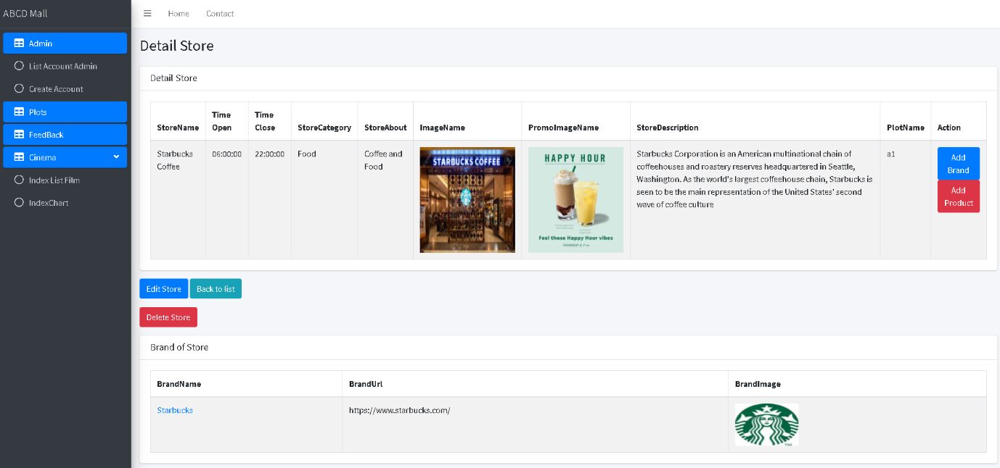 ABCD Mall
Home
Contact
Admin
List Account Admin
Create Account
Plots
FeedBack
Cinema
Index List Film
IndexChart
Detail Store
Detail Store
StoreName
Time
Open
Time
Close
StoreCategory
StoreAbout
ImageName
PromoImageName
StoreDescription
PlotName
Action
Starbucks
Coffee
06:00:00
22:00:00
Food
Coffee and
Food
STARBUCKS COFFEE
HAPPY HOUR
Feel those Happy Hour vibes
THURSDAY 3-7 PM
Starbucks Corporation is an American multinational chain of
coffeehouses and roastery reserves headquartered in Seattle,
Washington. As the world's largest coffeehouse chain, Starbucks is
seen to be the main representation of the United States' second
wave of coffee culture
a1
Add
Brand
Add
Product
Edit Store
Back to list
Delete Store
Brand of Store
BrandName
BrandUrl
BrandImage
Starbucks
https://www.starbucks.com/
TM